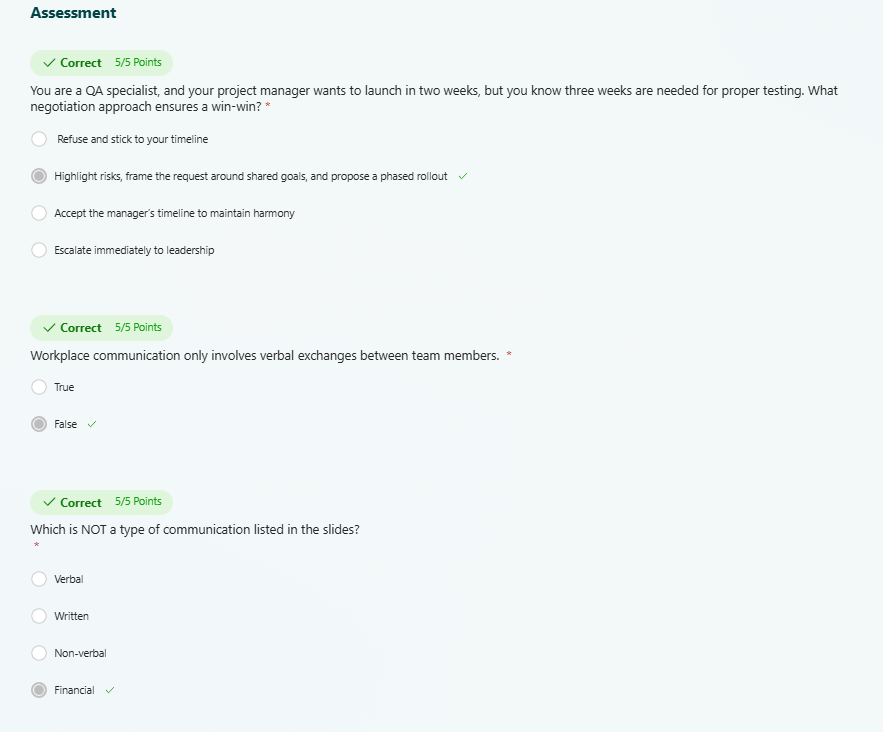 Assessment
✓ Correct 5/5 Points
You are a QA specialist, and your project manager wants to launch in two weeks, but you know three weeks are needed for proper testing. What
negotiation approach ensures a win-win? *
Refuse and stick to your timeline
Highlight risks, frame the request around shared goals, and propose a phased rollout ✓
Accept the manager's timeline to maintain harmony
Escalate immediately to leadership
✓ Correct 5/5 Points
Workplace communication only involves verbal exchanges between team members. *
True
False ✓
✓ Correct 5/5 Points
Which is NOT a type of communication listed in the slides?
*
Verbal
Written
Non-verbal
Financial ✓